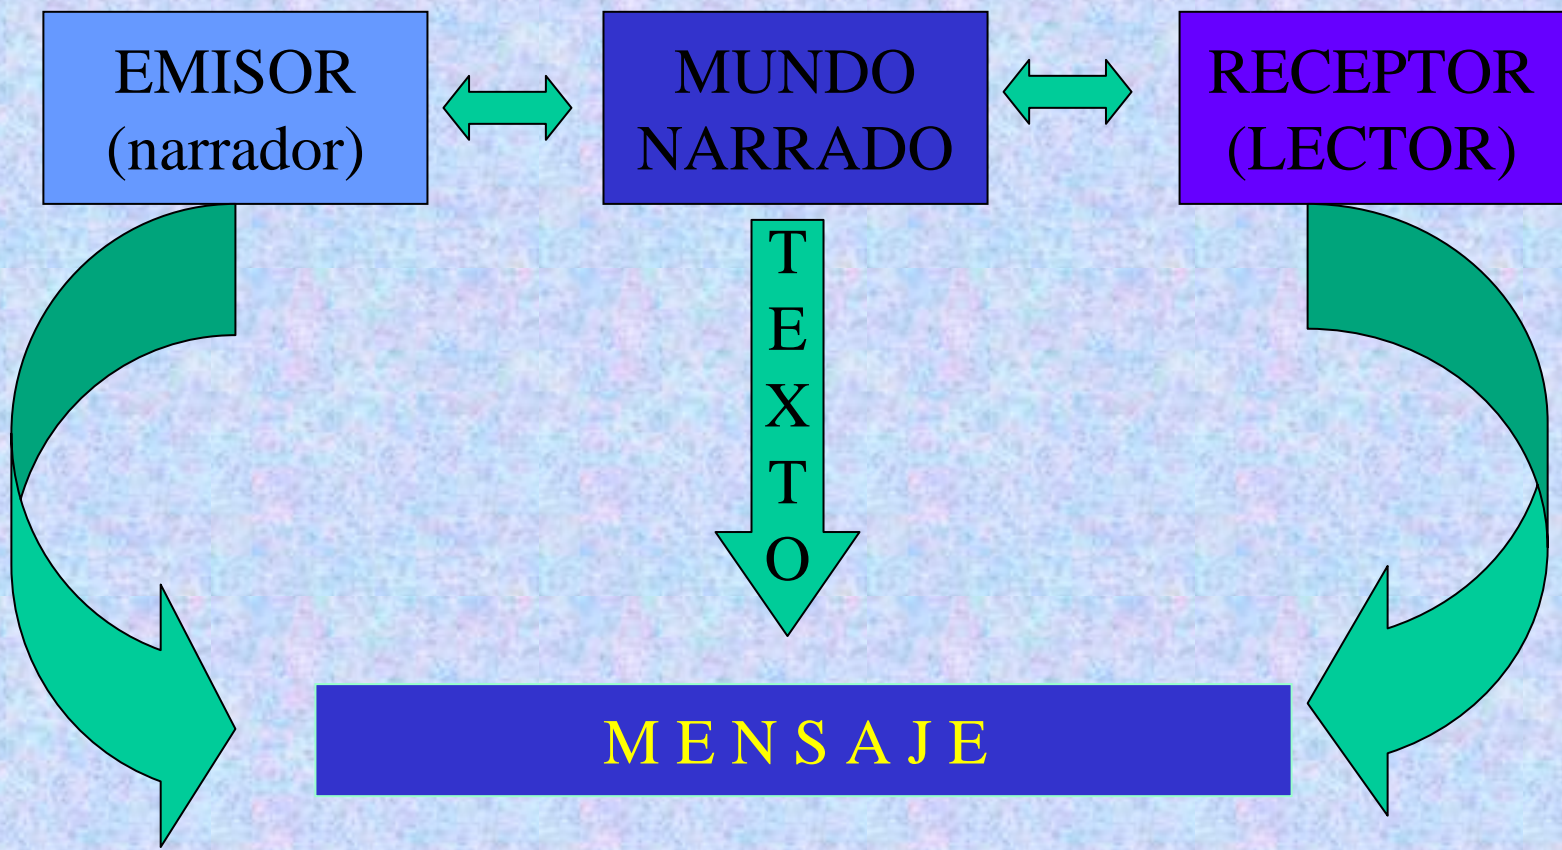 EMISOR
(narrador)
MUNDO
NARRADO
RECEPTOR
(LECTOR)
T
E
X
T
O
M E N S A J E